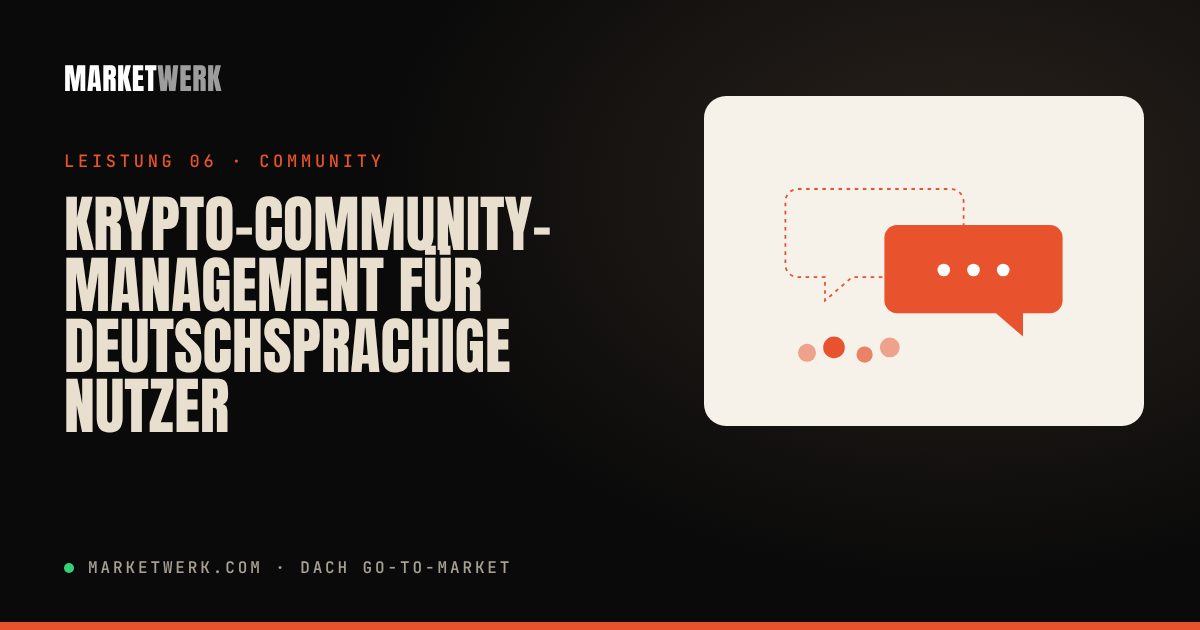 MARKETWERK
LEISTUNG 06 · COMMUNITY
KRYPTO-COMMUNITY-
MANAGEMENT FÜR
DEUTSCHSPRACHIGE
NUTZER
MARKETWERK.COM · DACH GO-TO-MARKET